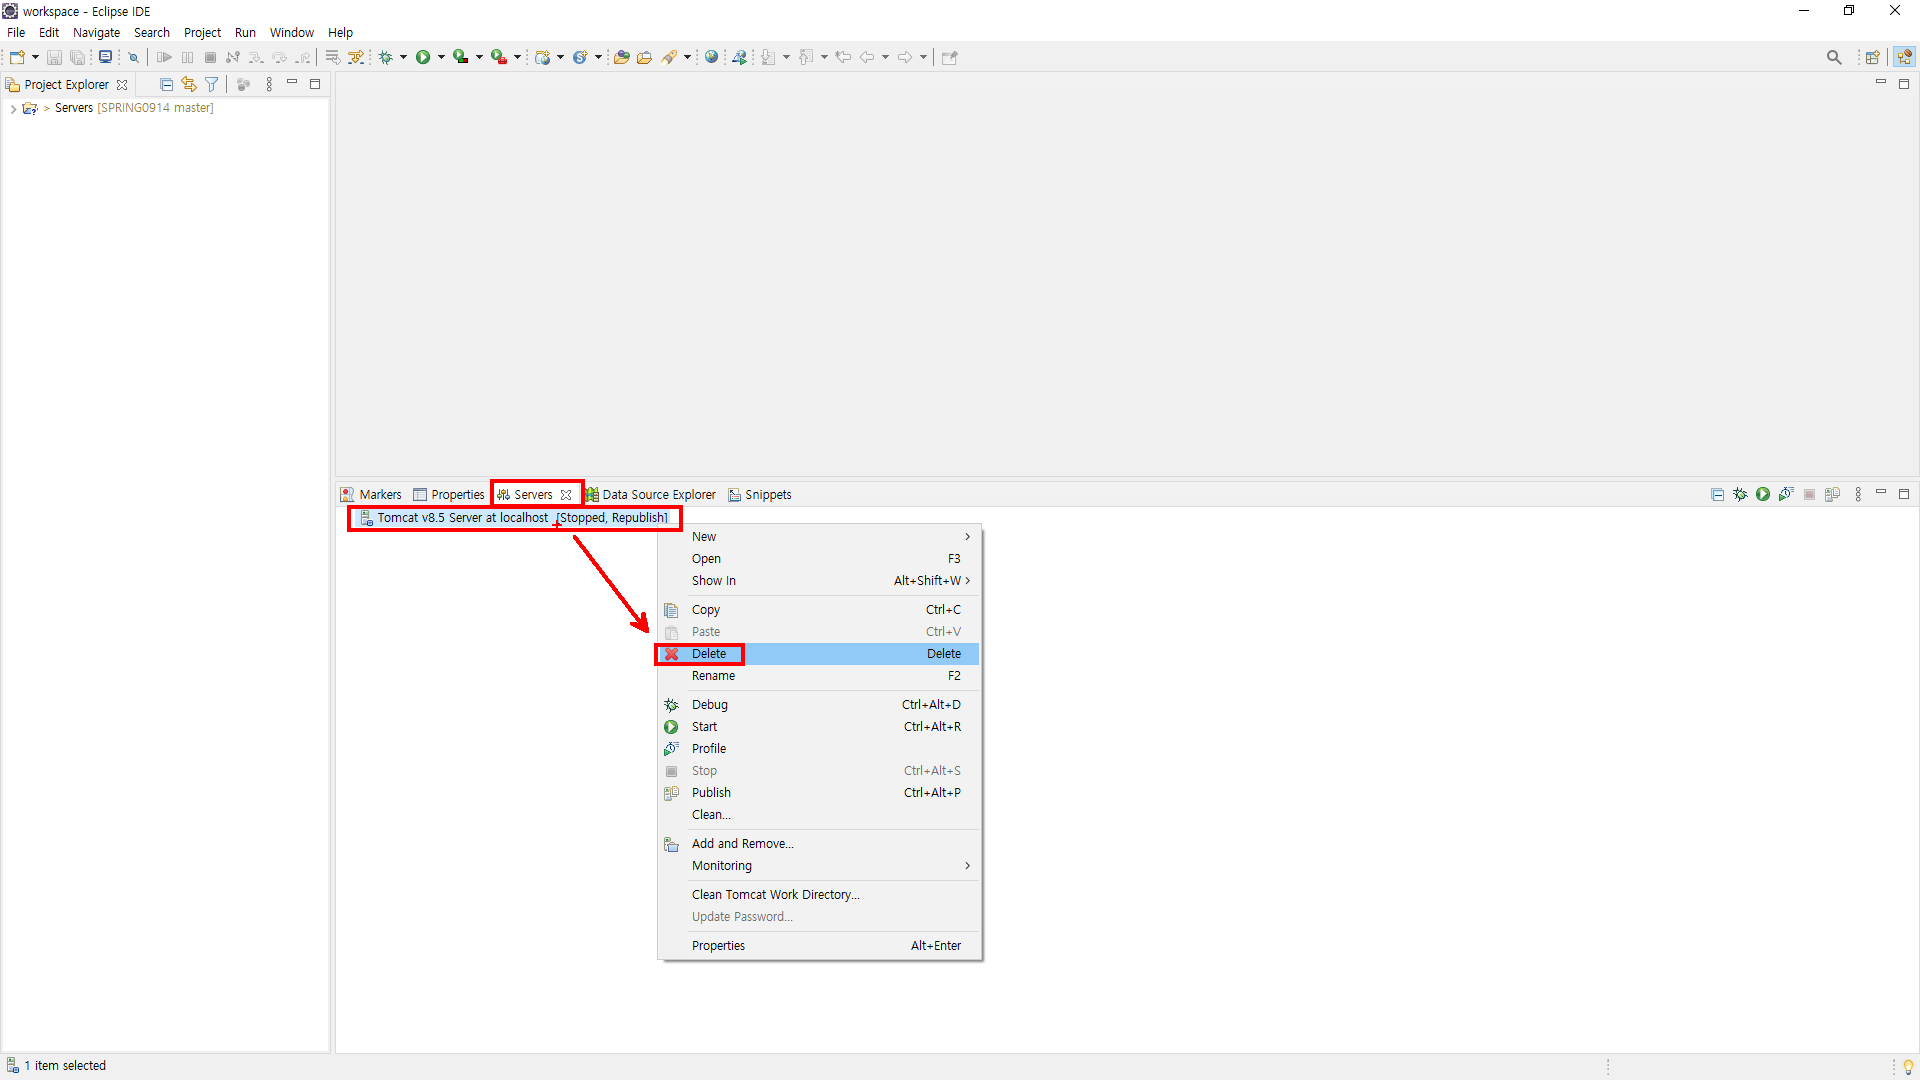 workspace - Eclipse IDE
File Edit Navigate Search Project Run Window Help
Project Explorer
> Servers [SPRING0914 master]
Markers Properties Servers Data Source Explorer Snippets
Tomcat v8.5 Server at localhost [Stopped, Republish]
New
Open F3
Show In Alt+Shift+W
Copy Ctrl+C
Paste Ctrl+V
Delete Delete
Rename F2
Debug Ctrl+Alt+D
Start Ctrl+Alt+R
Profile
Stop Ctrl+Alt+S
Publish Ctrl+Alt+P
Clean...
Add and Remove...
Monitoring
Clean Tomcat Work Directory...
Update Password...
Properties Alt+Enter
1 item selected